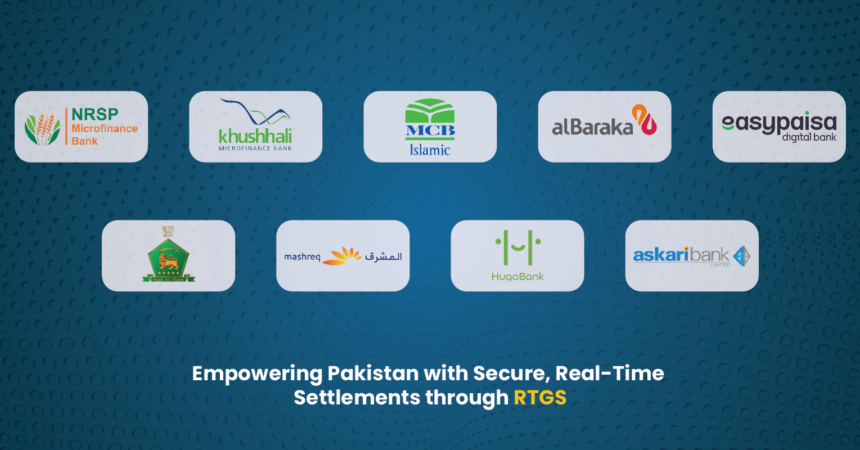 NRSP
Microfinance
Bank
khushhali
MICROFINANCE BANK
MCB
Islamic
alBaraka
easypaisa
digital bank
mashreq المشرق
HugoBank
askaribank
Empowering Pakistan with Secure, Real-Time
Settlements through RTGS